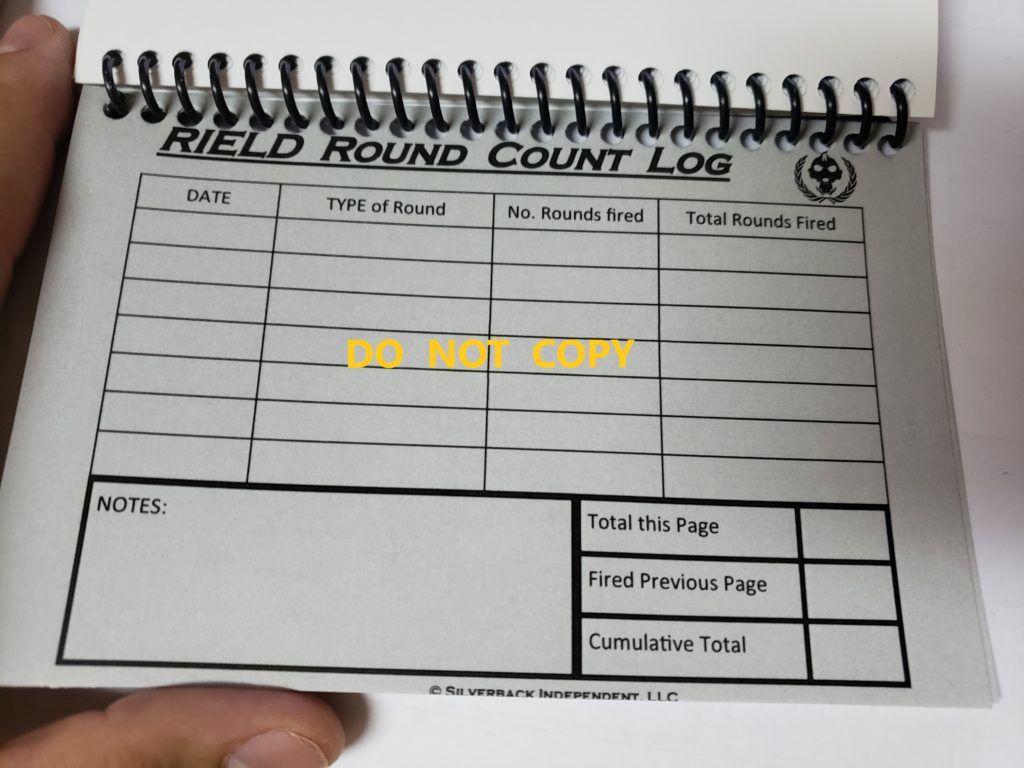 RIELD ROUND COUNT LOG
DATE TYPE of Round No. Rounds fired Total Rounds Fired
DO NOT COPY
NOTES:
Total this Page
Fired Previous Page
Cumulative Total
© SILVERBACK INDEPENDENT, LLC